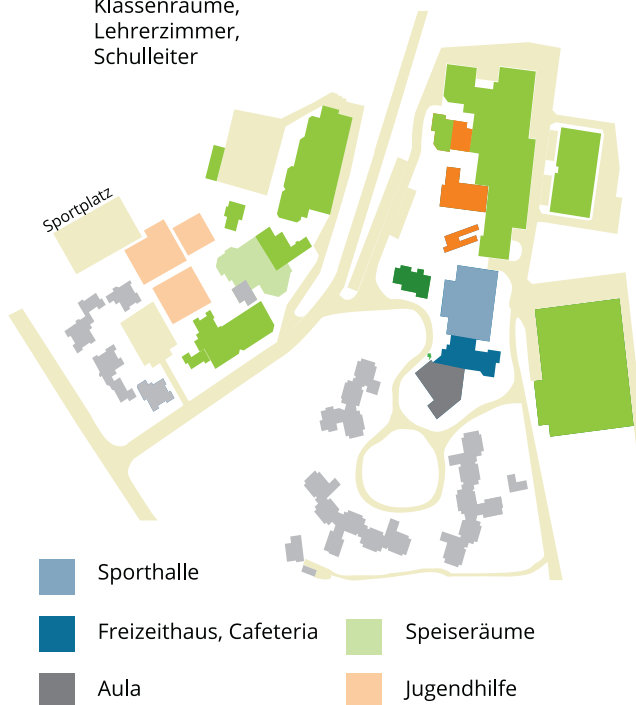 Klassenräume,
Lehrerzimmer,
Schulleiter
Sportplatz
Sporthalle
Freizeithaus, Cafeteria
Speiseräume
Aula
Jugendhilfe